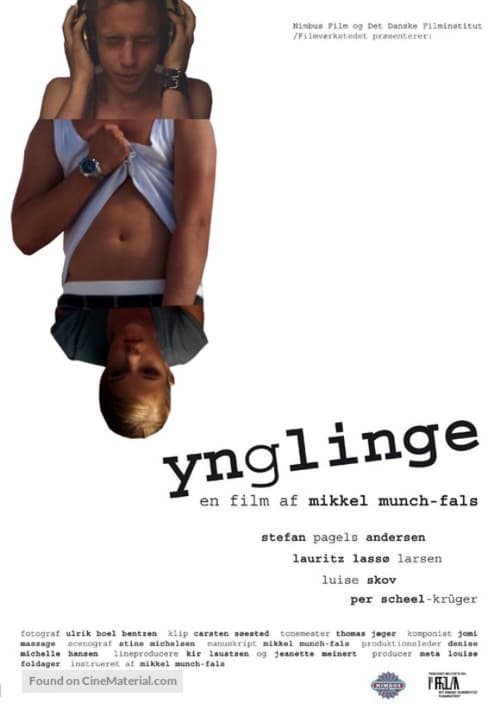 Nimbus Film og Det Danske Filminstitut
/Filmværkstedet præsenterer:
ynglinge
en film af mikkel munch-fals
stefan pagels andersen
lauritz lassø larsen
luise skov
per scheel-krüger
fotograf ulrik boel bentzen klip carsten søested tonemester thomas jæger komponist jomi
massage scenograf stine michelsen manuskript mikkel munch-fals produktionsleder denise
michelle hansen lineproducere kir laustsen og jeanette meinert producer meta louise
foldager instrueret af mikkel munch-fals
Found on CineMaterial.com
NIMBUS